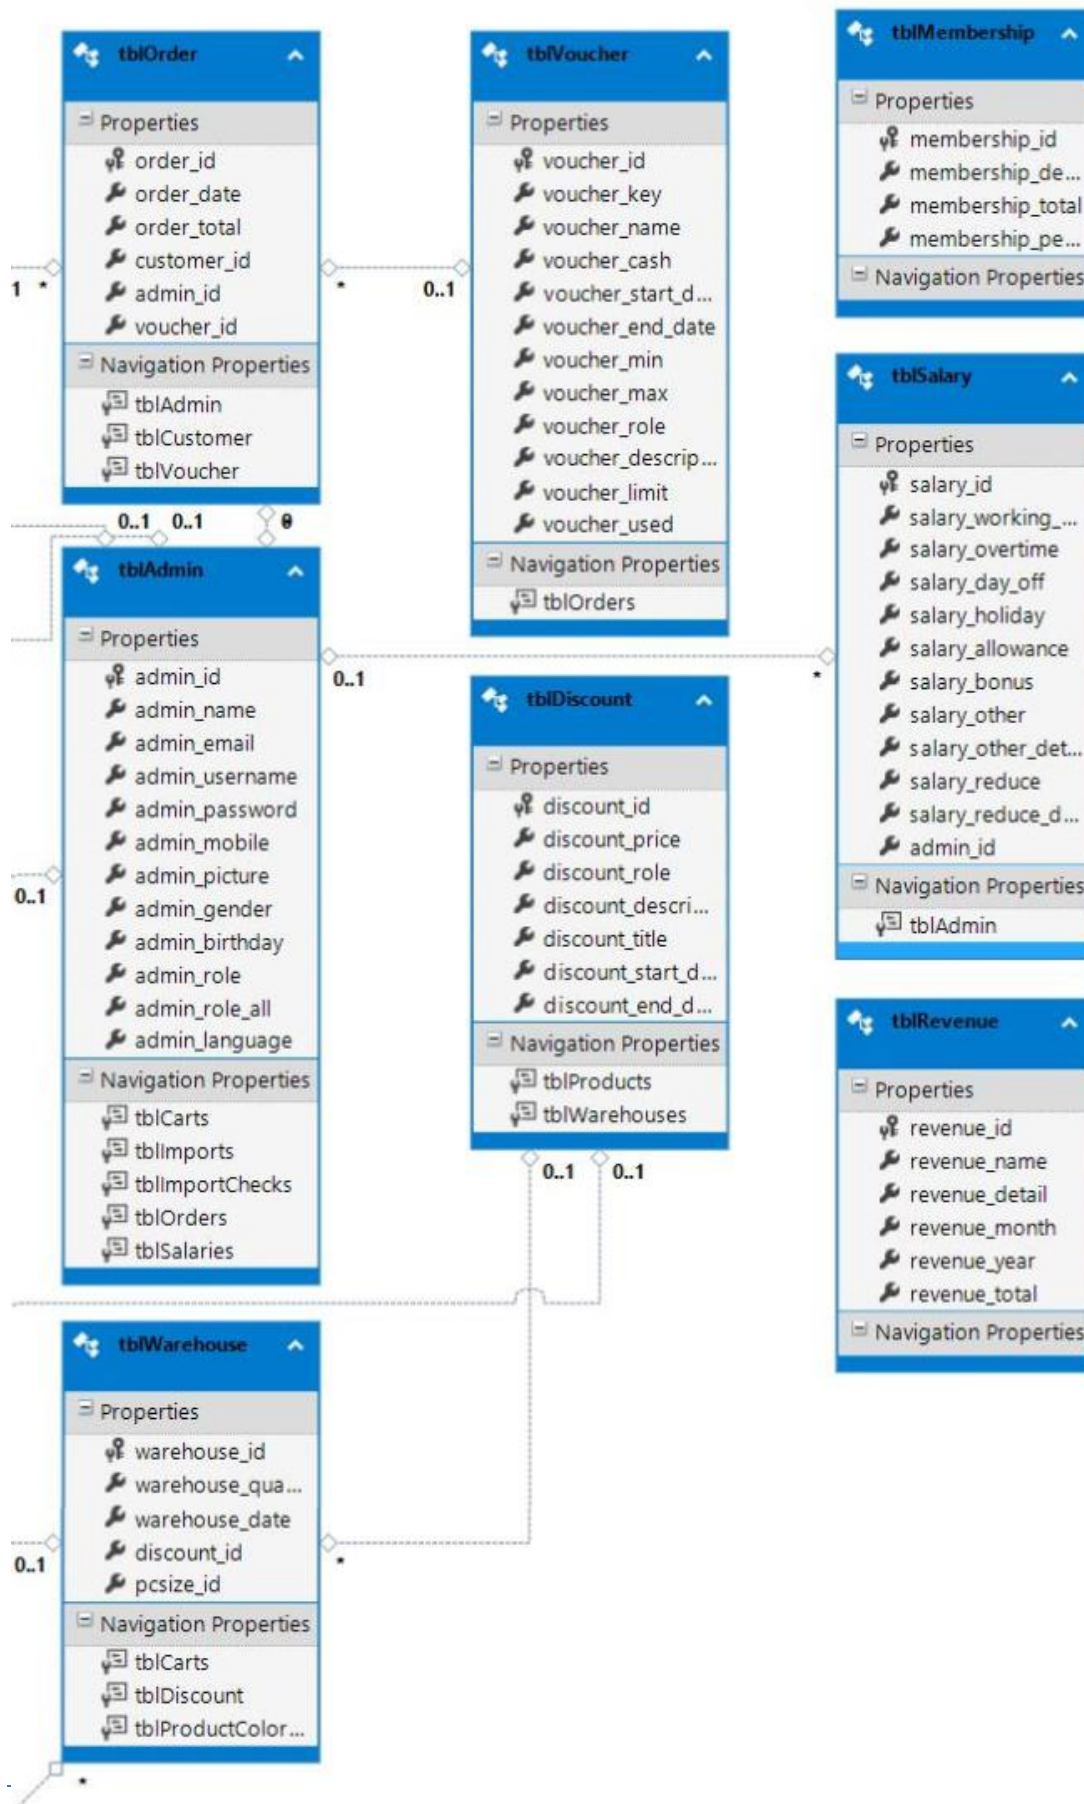 tblOrder
Properties
order_id
order_date
order_total
customer_id
admin_id
voucher_id
Navigation Properties
tblAdmin
tblCustomer
tblVoucher
1 *
*
0..1
tblVoucher
Properties
voucher_id
voucher_key
voucher_name
voucher_cash
voucher_start_d...
voucher_end_date
voucher_min
voucher_max
voucher_role
voucher_descrip...
voucher_limit
voucher_used
Navigation Properties
tblOrders
tblMembership
Properties
membership_id
membership_de...
membership_total
membership_pe...
Navigation Properties
tblSalary
Properties
salary_id
salary_working_...
salary_overtime
salary_day_off
salary_holiday
salary_allowance
salary_bonus
salary_other
salary_other_det...
salary_reduce
salary_reduce_d...
admin_id
Navigation Properties
tblAdmin
0..1 0..1
tblAdmin
Properties
admin_id
admin_name
admin_email
admin_username
admin_password
admin_mobile
admin_picture
admin_gender
admin_birthday
admin_role
admin_role_all
admin_language
Navigation Properties
tblCarts
tblImports
tblImportChecks
tblOrders
tblSalaries
0..1
0..1
*
tblDiscount
Properties
discount_id
discount_price
discount_role
discount_descri...
discount_title
discount_start_d...
discount_end_d...
Navigation Properties
tblProducts
tblWarehouses
0..1 0..1
tblRevenue
Properties
revenue_id
revenue_name
revenue_detail
revenue_month
revenue_year
revenue_total
Navigation Properties
tblWarehouse
Properties
warehouse_id
warehouse_qua...
warehouse_date
discount_id
pcsize_id
Navigation Properties
tblCarts
tblDiscount
tblProductColor...
0..1
*
*